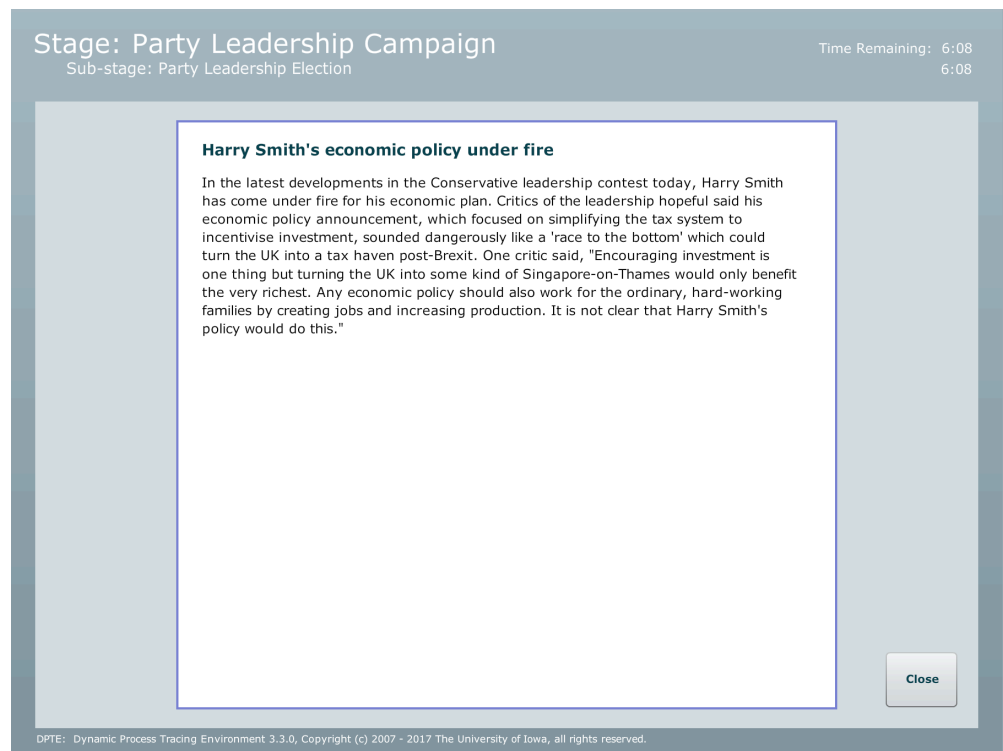 Stage: Party Leadership Campaign
Time Remaining: 6:08
Sub-stage: Party Leadership Election
6:08
Harry Smith's economic policy under fire
In the latest developments in the Conservative leadership contest today, Harry Smith
has come under fire for his economic plan. Critics of the leadership hopeful said his
economic policy announcement, which focused on simplifying the tax system to
incentivise investment, sounded dangerously like a 'race to the bottom' which could
turn the UK into a tax haven post-Brexit. One critic said, "Encouraging investment is
one thing but turning the UK into some kind of Singapore-on-Thames would only benefit
the very richest. Any economic policy should also work for the ordinary, hard-working
families by creating jobs and increasing production. It is not clear that Harry Smith's
policy would do this."
Close
DPTE: Dynamic Process Tracing Environment 3.3.0, Copyright (c) 2007 - 2017 The University of Iowa, all rights reserved.